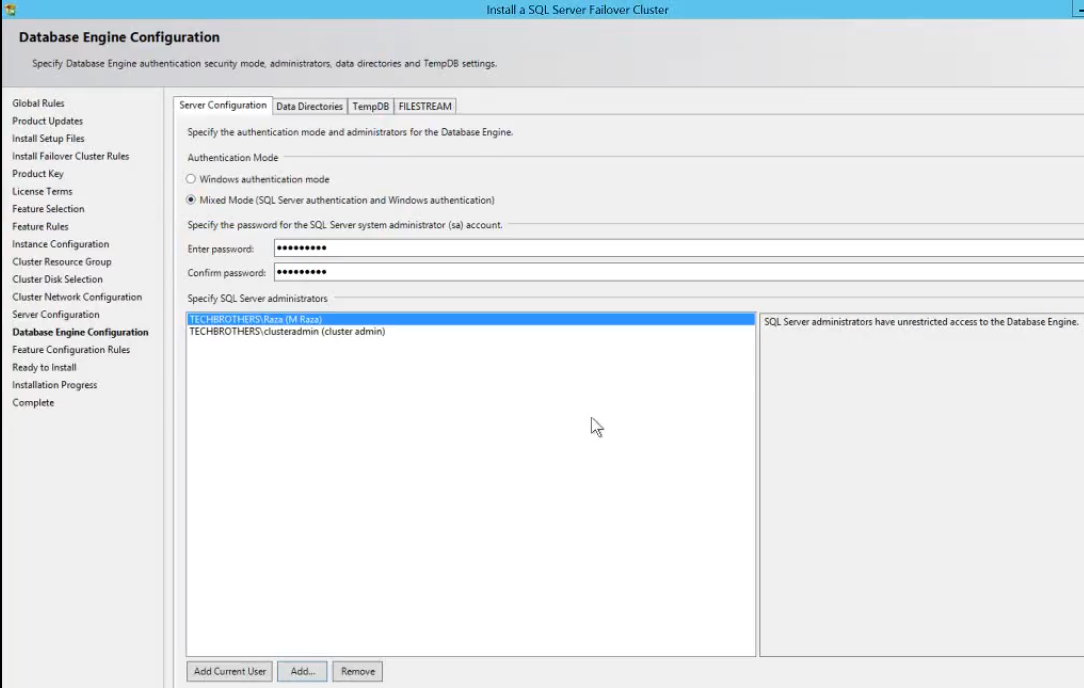 Install a SQL Server Failover Cluster
Database Engine Configuration
Specify Database Engine authentication security mode, administrators, data directories and TempDB settings.
Global Rules
Product Updates
Install Setup Files
Install Failover Cluster Rules
Product Key
License Terms
Feature Selection
Feature Rules
Instance Configuration
Cluster Resource Group
Cluster Disk Selection
Cluster Network Configuration
Server Configuration
Database Engine Configuration
Feature Configuration Rules
Ready to Install
Installation Progress
Complete
Server Configuration Data Directories TempDB FILESTREAM
Specify the authentication mode and administrators for the Database Engine.
Authentication Mode
Windows authentication mode
Mixed Mode (SQL Server authentication and Windows authentication)
Specify the password for the SQL Server system administrator (sa) account.
Enter password: •••••••••
Confirm password: •••••••••
Specify SQL Server administrators
TECHBROTHERS\Raza (M Raza)
TECHBROTHERS\clusteradmin (cluster admin)
SQL Server administrators have unrestricted access to the Database Engine.
Add Current User Add... Remove